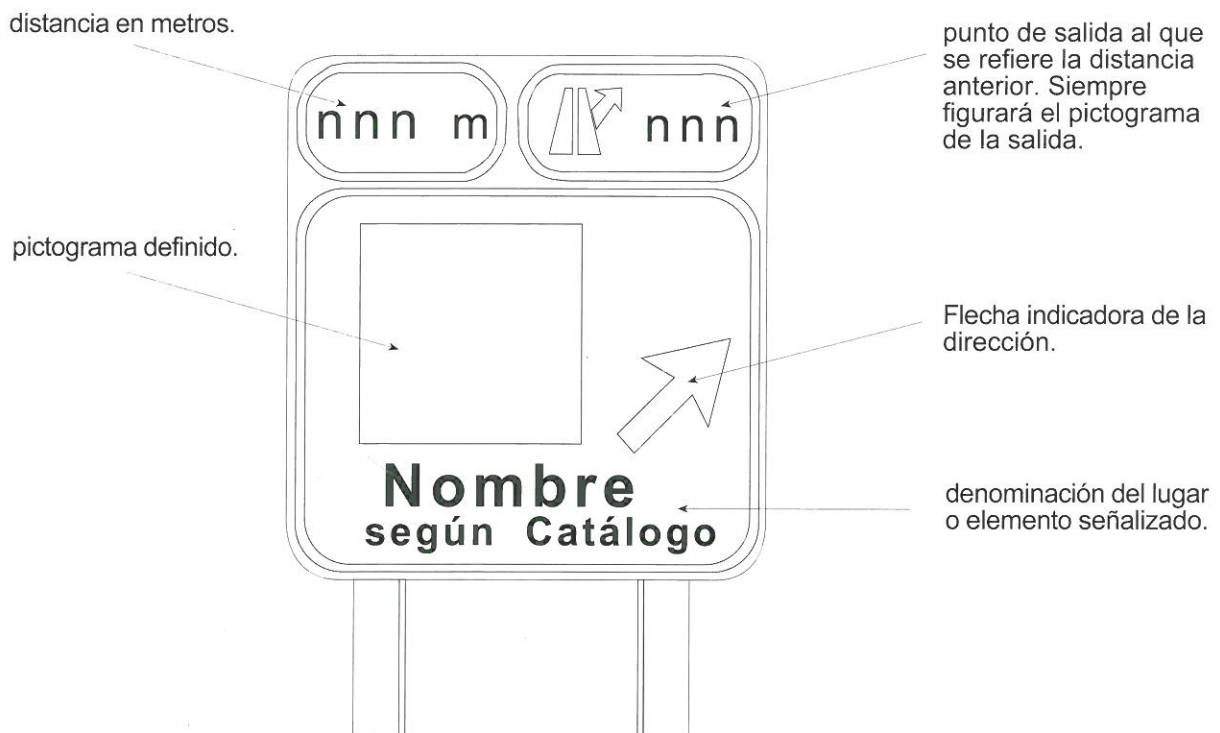 distancia en metros.
punto de salida al que
se refiere la distancia
anterior. Siempre
figurará el pictograma
de la salida.
nnn m
nnn
pictograma definido.
Flecha indicadora de la
dirección.
Nombre
según Catálogo
denominación del lugar
o elemento señalizado.